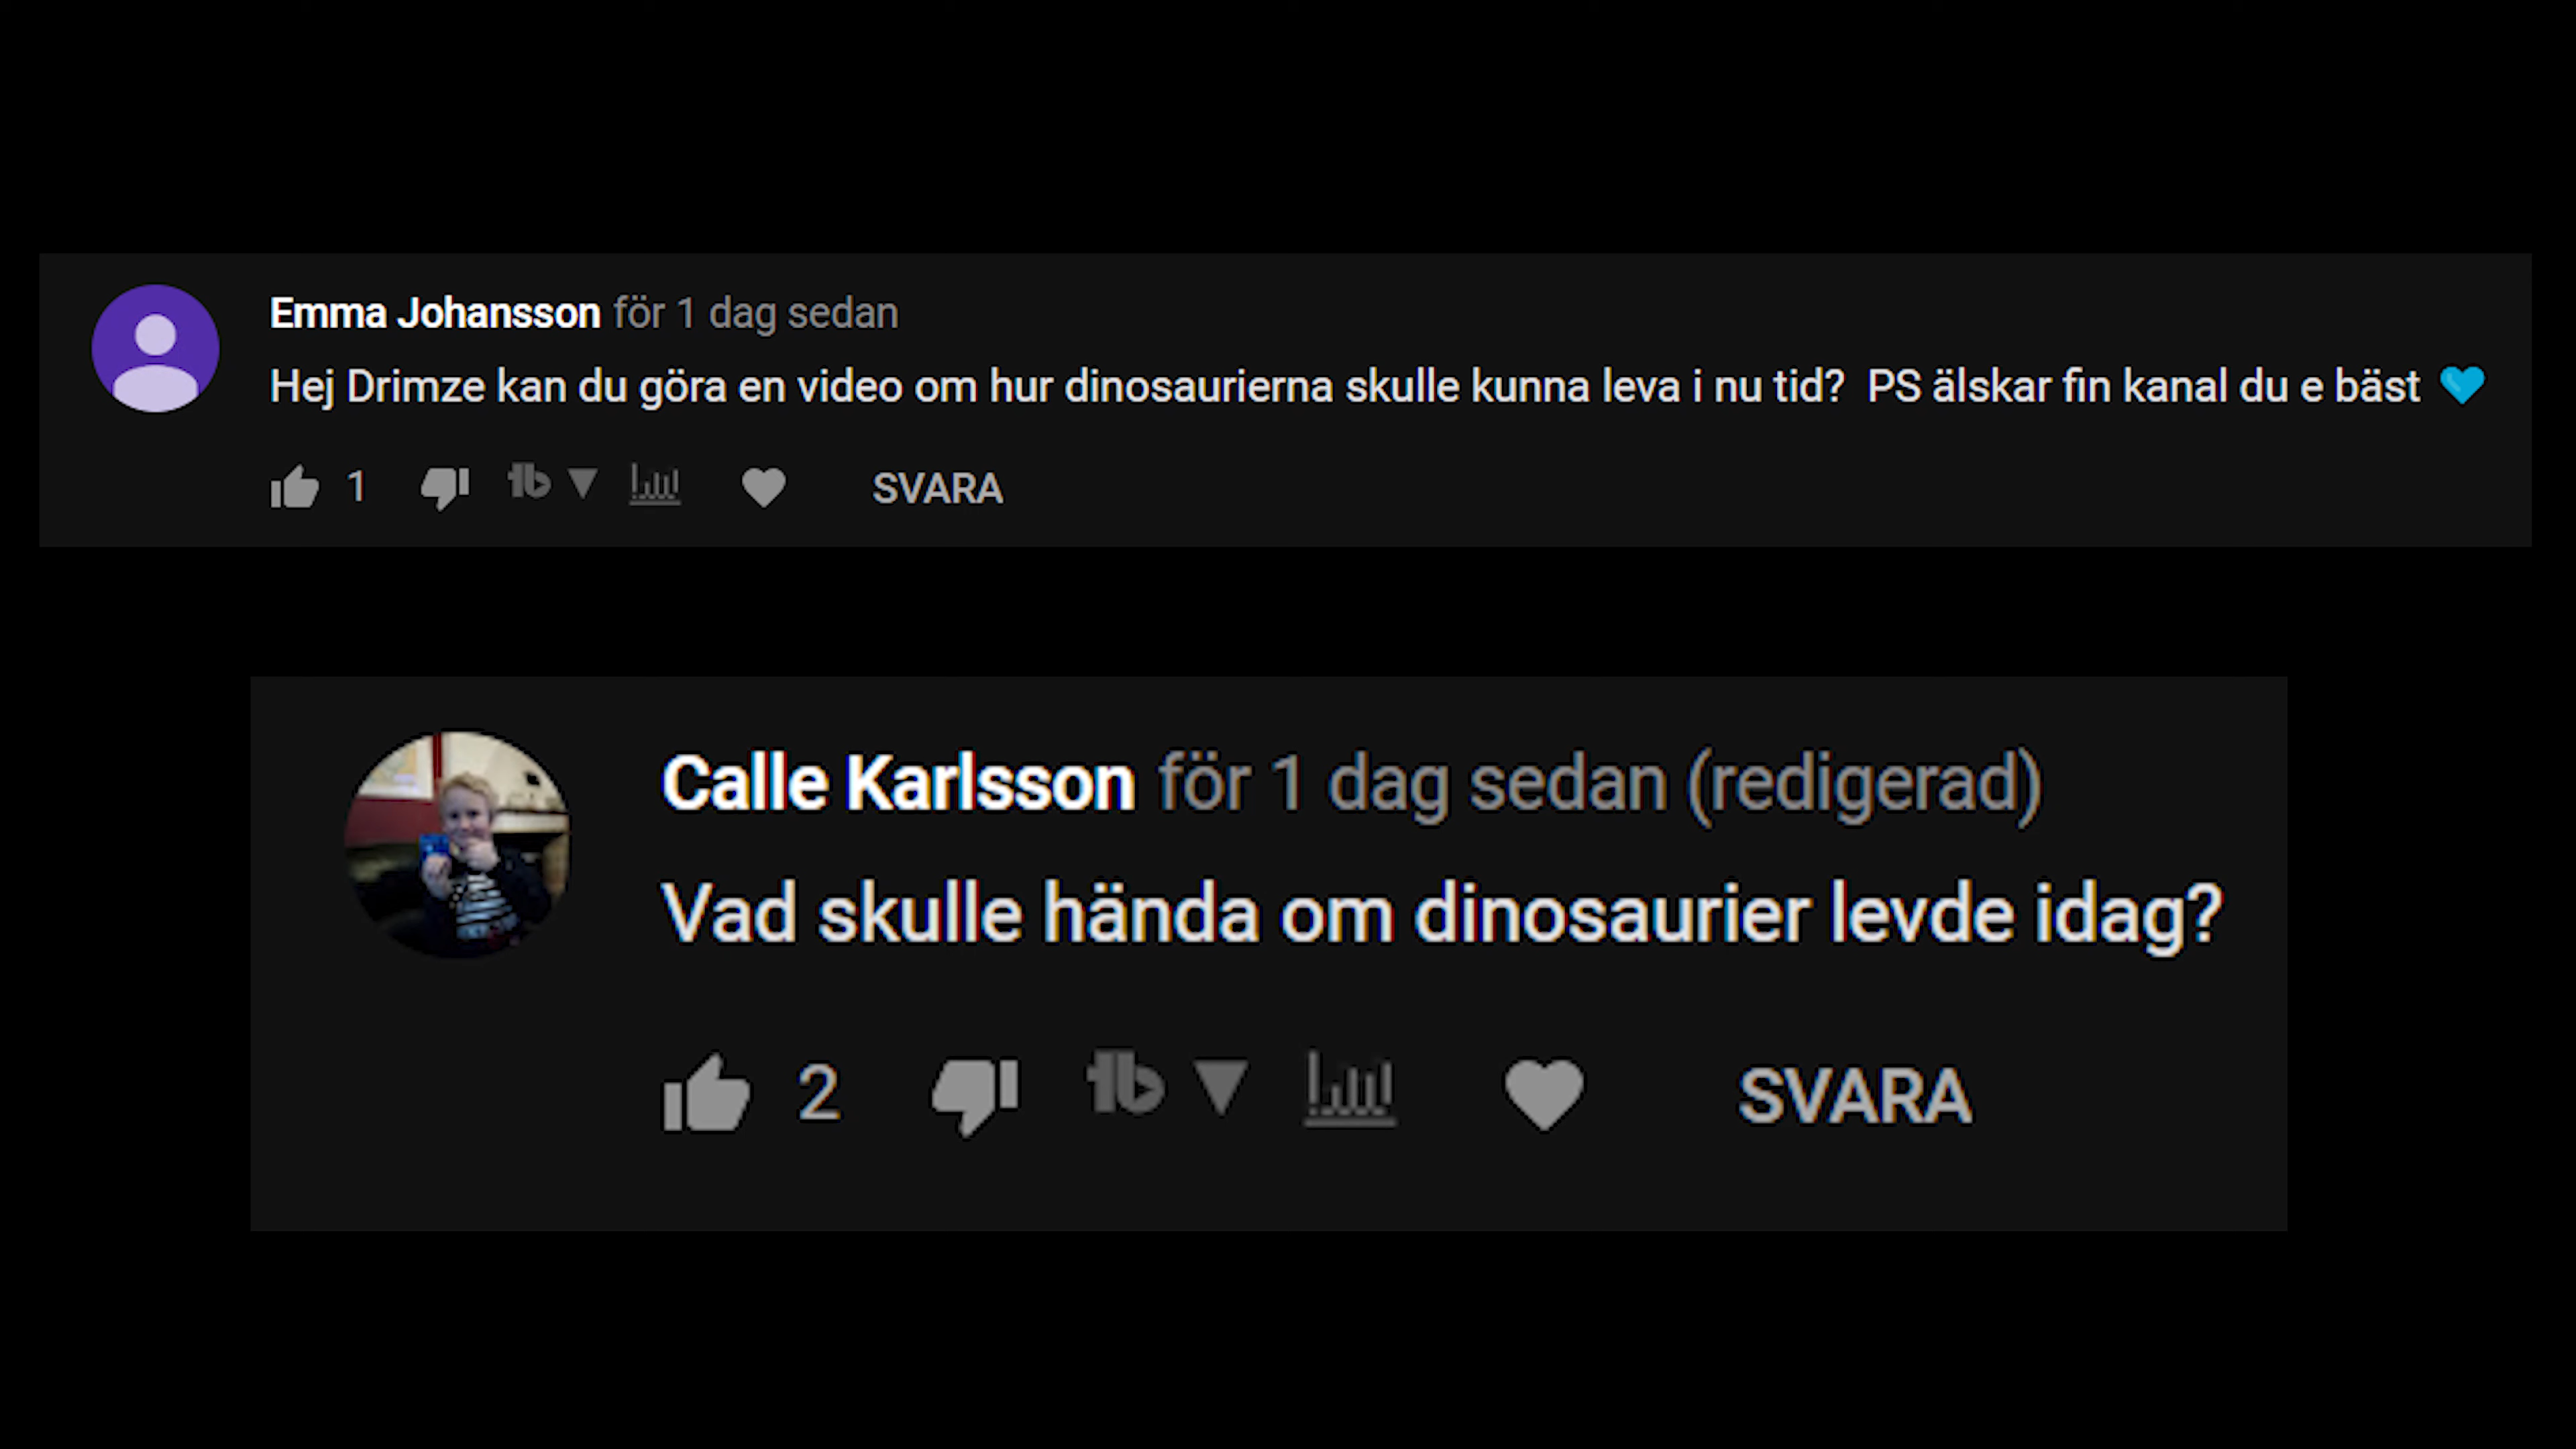 Emma Johansson för 1 dag sedan
Hej Drimze kan du göra en video om hur dinosaurierna skulle kunna leva i nu tid?  PS älskar fin kanal du e bäst 💙
1 SVARA
Calle Karlsson för 1 dag sedan (redigerad)
Vad skulle hända om dinosaurier levde idag?
2 SVARA